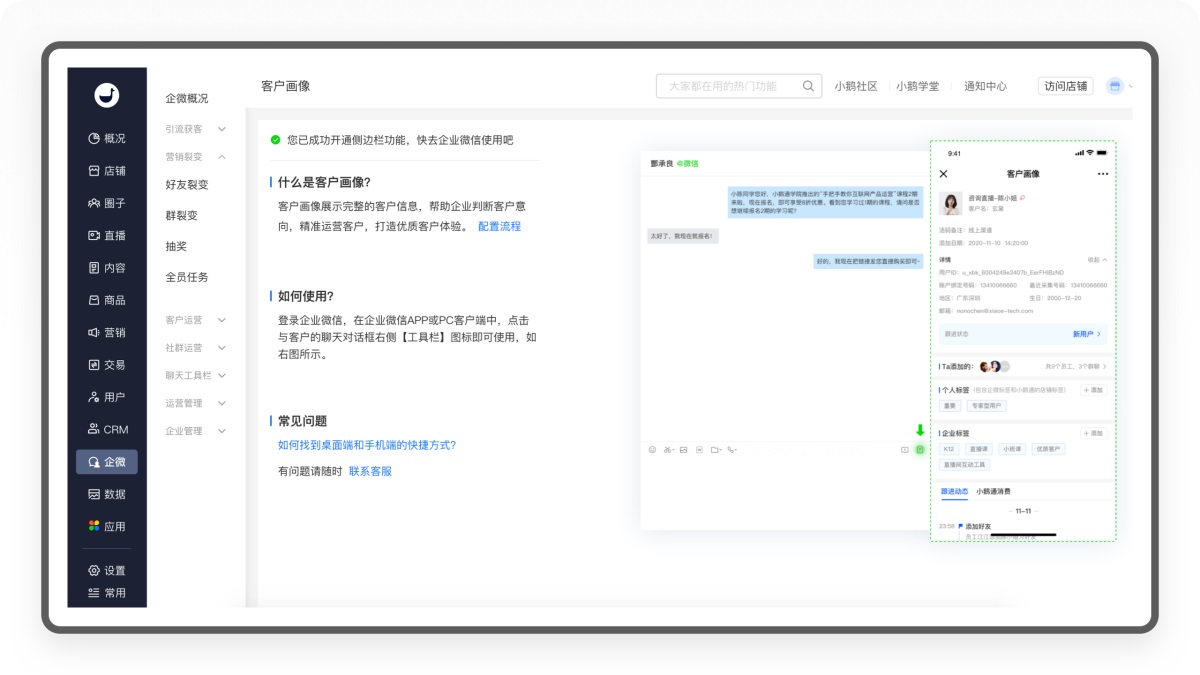 概况
店铺
圈子
直播
内容
商品
营销
交易
用户
CRM
企微
数据
应用
设置
常用
企微概况
引流获客
营销裂变
好友裂变
群裂变
抽奖
全员任务
客户运营
社群运营
聊天工具栏
运营管理
企业管理
客户画像
大家都在用的热门功能
小鹅社区
小鹅学堂
通知中心
访问店铺
您已成功开通侧边栏功能，快去企业微信使用吧
什么是客户画像?
客户画像展示完整的客户信息，帮助企业判断客户意
向，精准运营客户，打造优质客户体验。 配置流程
如何使用?
登录企业微信，在企业微信APP或PC客户端中，点击
与客户的聊天对话框右侧【工具栏】图标即可使用，如
右图所示。
常见问题
如何找到桌面端和手机端的快捷方式?
有问题请随时 联系客服
鄧承良 @微信
小陈同学您好，小鹅通学院推出的“手把手教你互联网产品运营”课程2期
来啦，现在报名，即可享受8折优惠，看到您学习过1期的课程，请问是否
想继续报名2期的学习呢?
太好了，我现在就报名!
好的，我现在把链接发您直接购买即可~
9:41
客户画像
咨询直播-陈小姐
客户名：
活码备注：线上渠道
添加日期：2020-11-10 14:20:00
详情
收起
用户ID：
账户绑定号码：13410066660 最近采集号码：13410066660
地区：广东深圳 生日：2000-12-20
邮箱：nonochen@xiaoe-tech.com
跟进状态
新用户
Ta添加的：
共9个员工，3个群聊
个人标签（包含企微标签和小鹅通的店铺标签）
+ 添加
重要
专家型用户
企业标签
+ 添加
K12
直播课
小班课
优质客户
直播间互动工具
跟进动态
小鹅通消费
11-11
23:58
添加好友